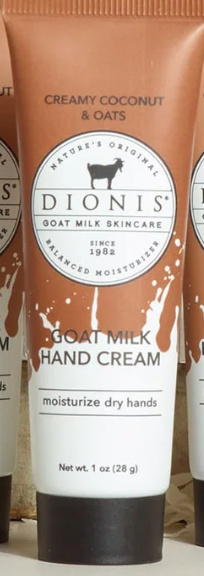 CREAMY COCONUT
& OATS
NATURE'S ORIGINAL
DIONIS®
GOAT MILK SKINCARE
SINCE
1982
BALANCED MOISTURIZER
GOAT MILK
HAND CREAM
moisturize dry hands
Net wt. 1 oz (28 g)